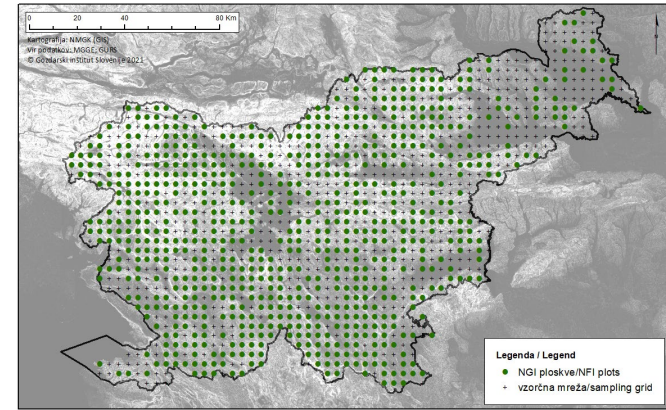 0 20 40 80 Km
Kartografija: NMGK (GIS)
Vir podatkov: MGGE; GURS
© Gozdarski inštitut Slovenije 2021
Legenda / Legend
NGI ploskve/NFI plots
vzorčna mreža/sampling grid